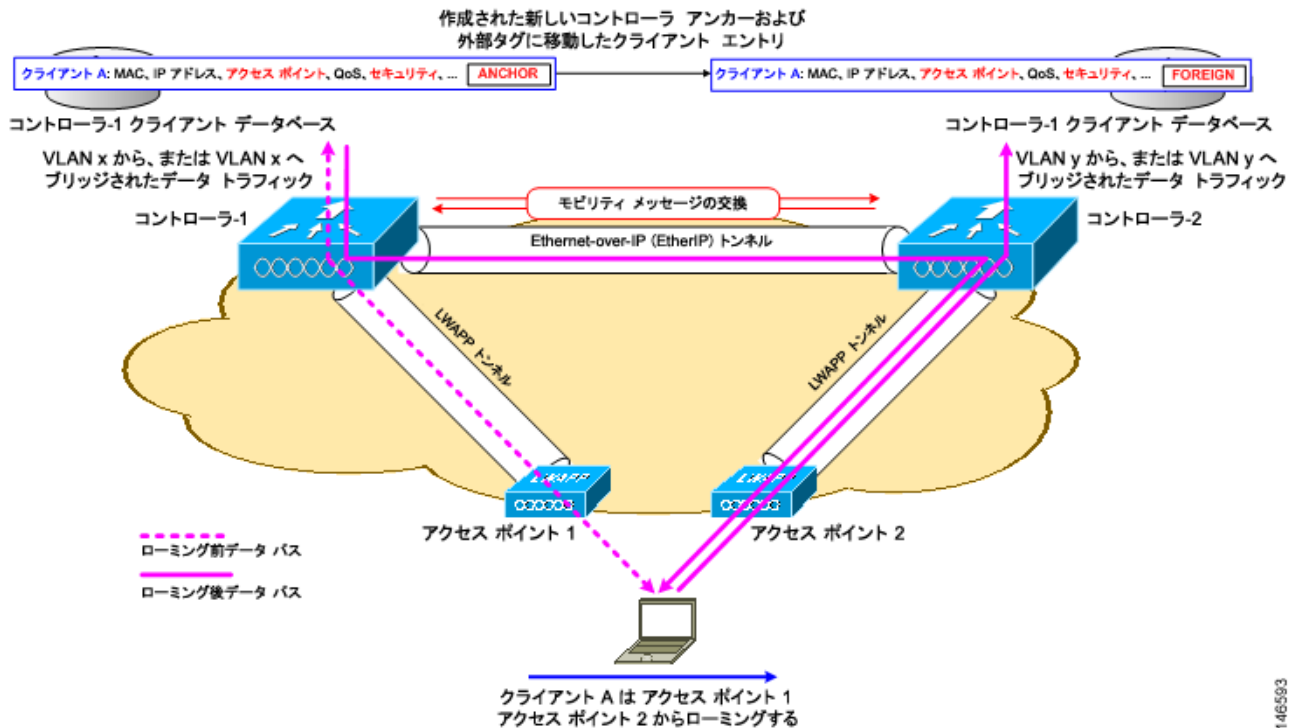 作成された新しいコントローラ アンカーおよび
外部タグに移動したクライアント エントリ
クライアント A: MAC、IP アドレス、アクセス ポイント、QoS、セキュリティ、... ANCHOR
クライアント A: MAC、IP アドレス、アクセス ポイント、QoS、セキュリティ、... FOREIGN
コントローラ-1 クライアント データベース
コントローラ-1 クライアント データベース
VLAN x から、または VLAN x へ
ブリッジされたデータ トラフィック
VLAN y から、または VLAN y へ
ブリッジされたデータ トラフィック
コントローラ-1
モビリティ メッセージの交換
コントローラ-2
Ethernet-over-IP (EtherIP) トンネル
LWAPP トンネル
LWAPP トンネル
LWAPP
LWAPP
アクセス ポイント 1
アクセス ポイント 2
ローミング前データ パス
ローミング後データ パス
クライアント A は アクセス ポイント 1
アクセス ポイント 2 からローミングする
146593